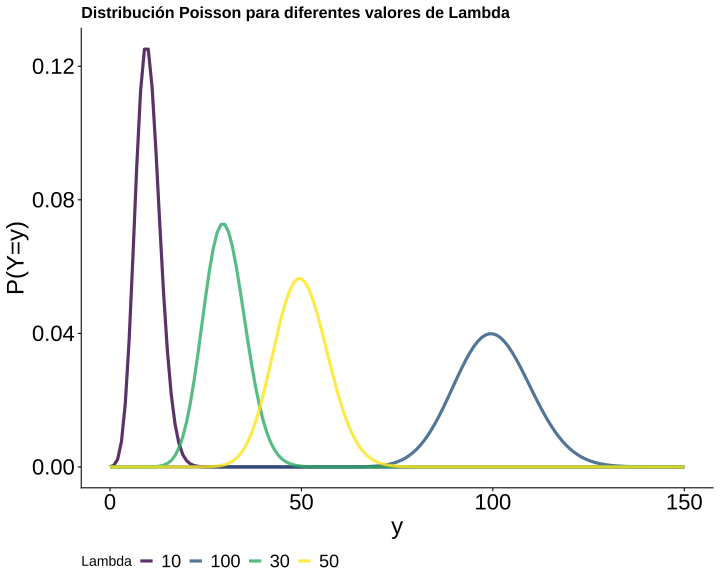 Distribución Poisson para diferentes valores de Lambda
P(Y=y)
0.12
0.08
0.04
0.00
0 50 100 150
y
Lambda 10 100 30 50